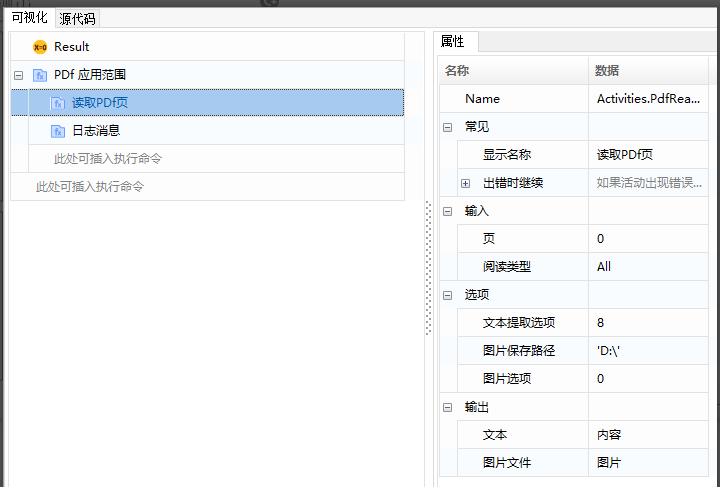 可视化 源代码
Result
PDf 应用范围
读取PDf页
日志消息
此处可插入执行命令
此处可插入执行命令
属性
名称 数据
Name Activities.PdfRea...
常见
显示名称 读取PDf页
出错时继续 如果活动出现错误...
输入
页 0
阅读类型 All
选项
文本提取选项 8
图片保存路径 'D:\'
图片选项 0
输出
文本 内容
图片文件 图片